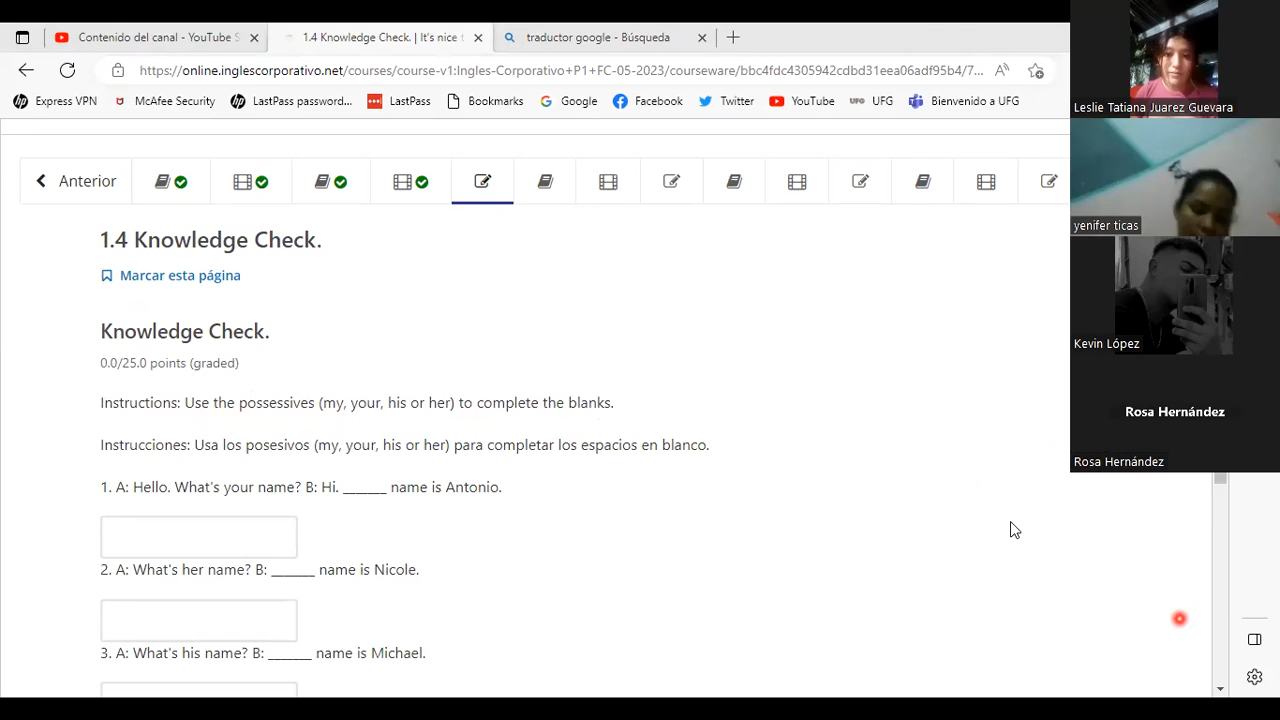 Contenido del canal - YouTube S
1.4 Knowledge Check. | It's nice t
traductor google - Búsqueda
https://online.inglescorporativo.net/courses/course-v1:Ingles-Corporativo+P1+FC-05-2023/courseware/bbc4fdc4305942cdbd31eea06adf95b4/7...
Express VPN
McAfee Security
LastPass password...
LastPass
Bookmarks
Google
Facebook
Twitter
YouTube
UFG
Bienvenido a UFG
Anterior
1.4 Knowledge Check.
Marcar esta página
Knowledge Check.
0.0/25.0 points (graded)
Instructions: Use the possessives (my, your, his or her) to complete the blanks.
Instrucciones: Usa los posesivos (my, your, his or her) para completar los espacios en blanco.
1. A: Hello. What's your name? B: Hi. _______ name is Antonio.
2. A: What's her name? B: _______ name is Nicole.
3. A: What's his name? B: _______ name is Michael.
Leslie Tatiana Juarez Guevara
yenifer ticas
Kevin López
Rosa Hernández
Rosa Hernández